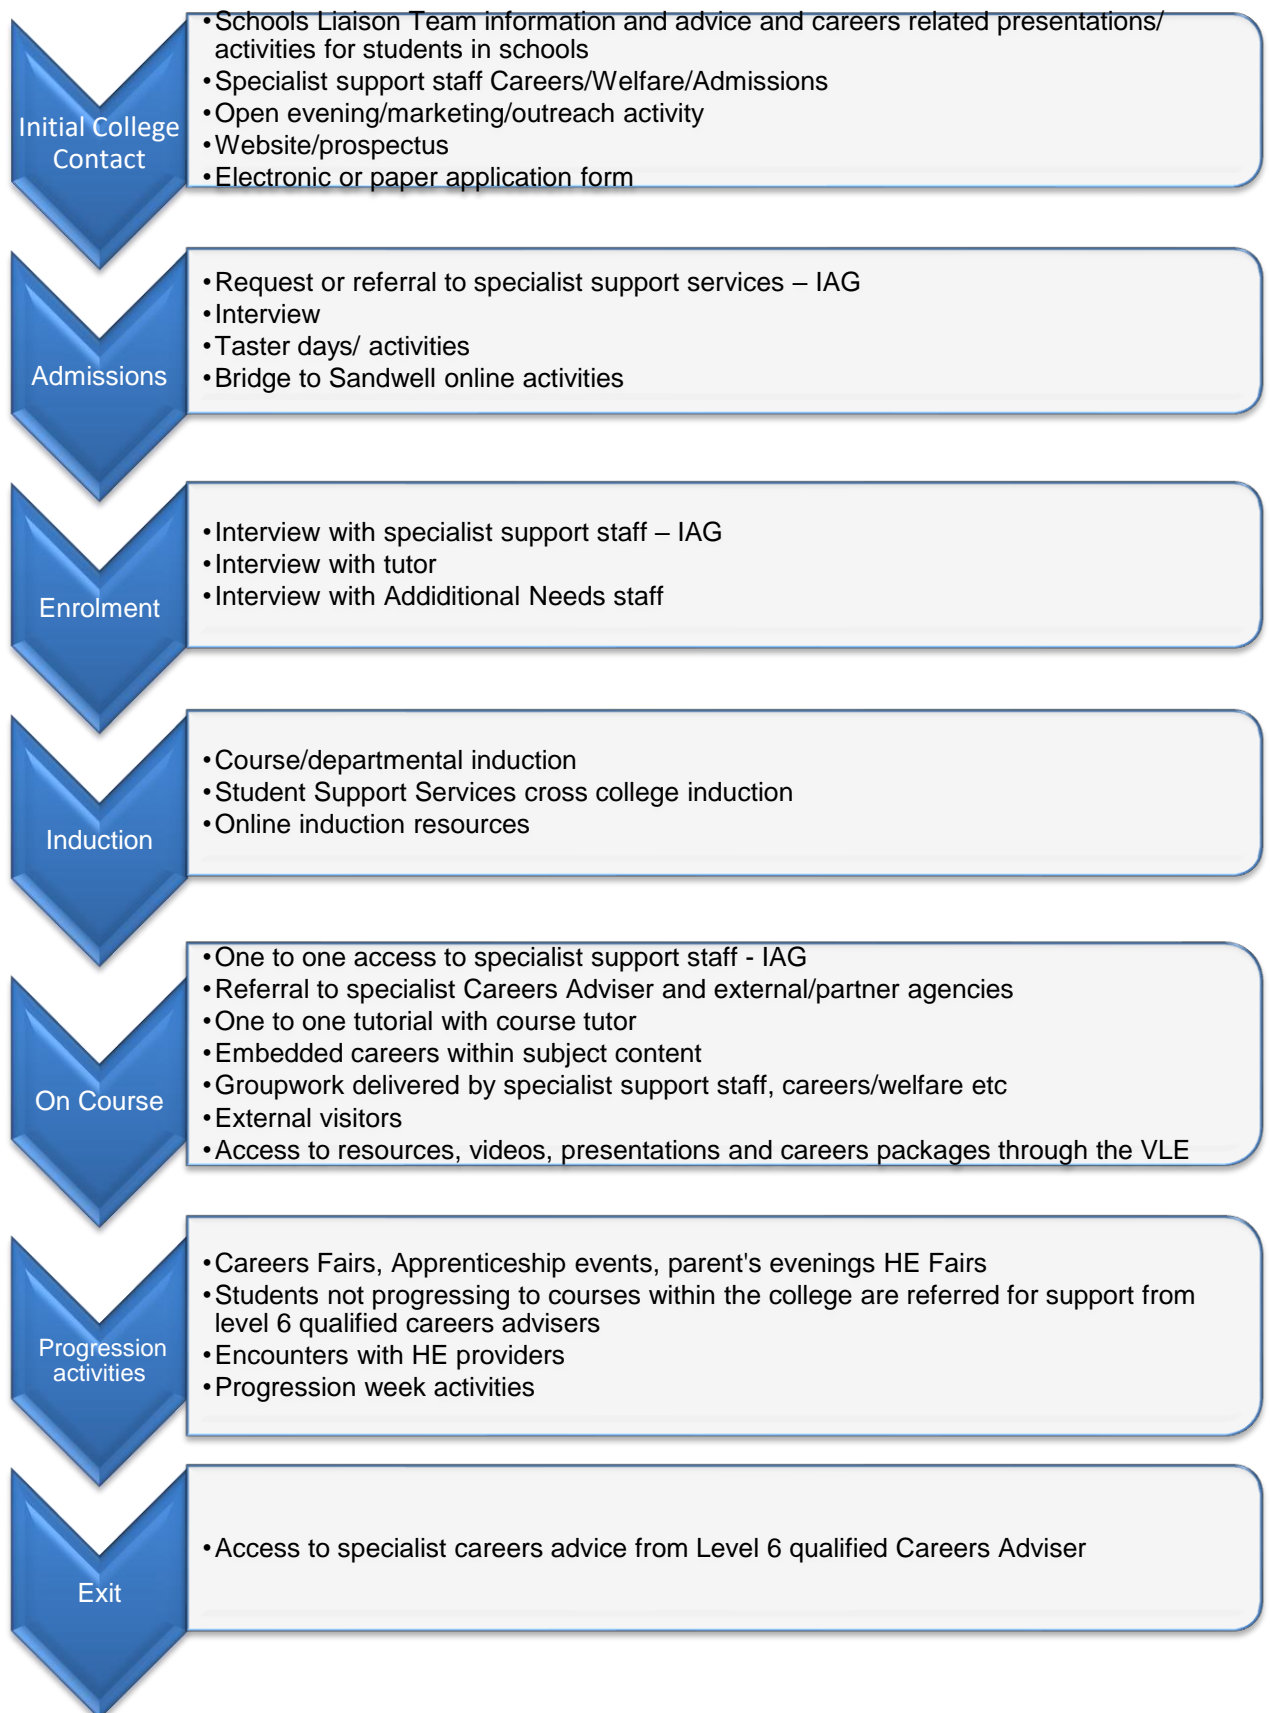 Initial College
Contact
•Schools Liaison Team information and advice and careers related presentations/
activities for students in schools
•Specialist support staff Careers/Welfare/Admissions
•Open evening/marketing/outreach activity
•Website/prospectus
•Electronic or paper application form
Admissions
•Request or referral to specialist support services – IAG
•Interview
•Taster days/ activities
•Bridge to Sandwell online activities
Enrolment
•Interview with specialist support staff – IAG
•Interview with tutor
•Interview with Addiditional Needs staff
Induction
•Course/departmental induction
•Student Support Services cross college induction
•Online induction resources
On Course
•One to one access to specialist support staff - IAG
•Referral to specialist Careers Adviser and external/partner agencies
•One to one tutorial with course tutor
•Embedded careers within subject content
•Groupwork delivered by specialist support staff, careers/welfare etc
•External visitors
•Access to resources, videos, presentations and careers packages through the VLE
Progression
activities
•Careers Fairs, Apprenticeship events, parent's evenings HE Fairs
•Students not progressing to courses within the college are referred for support from
level 6 qualified careers advisers
•Encounters with HE providers
•Progression week activities
Exit
•Access to specialist careers advice from Level 6 qualified Careers Adviser